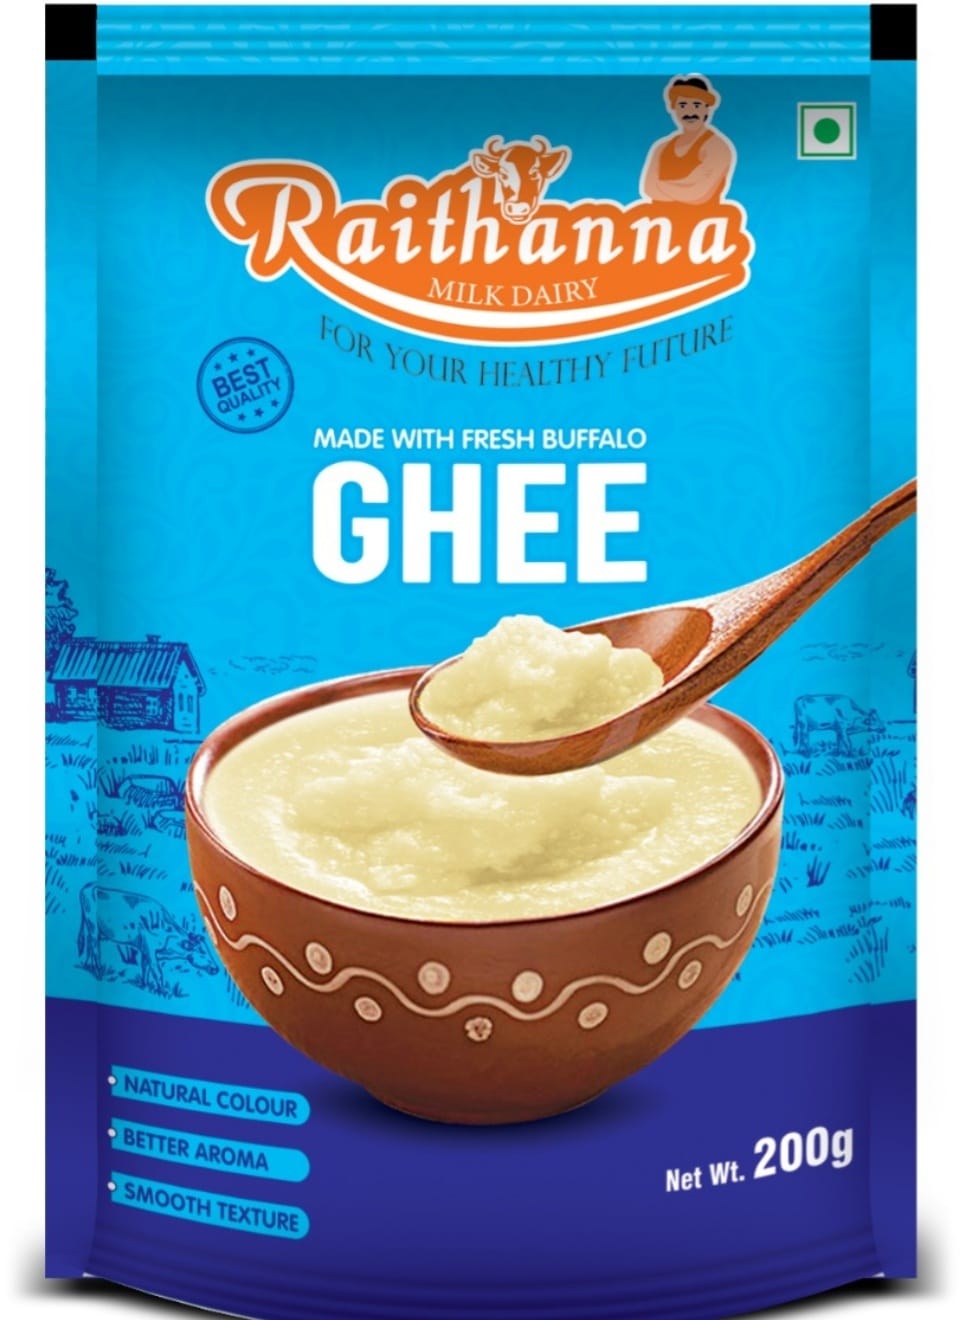 Raithanna
MILK DAIRY
FOR YOUR HEALTHY FUTURE
BEST
QUALITY
MADE WITH FRESH BUFFALO
GHEE
NATURAL COLOUR
BETTER AROMA
SMOOTH TEXTURE
Net Wt. 200g